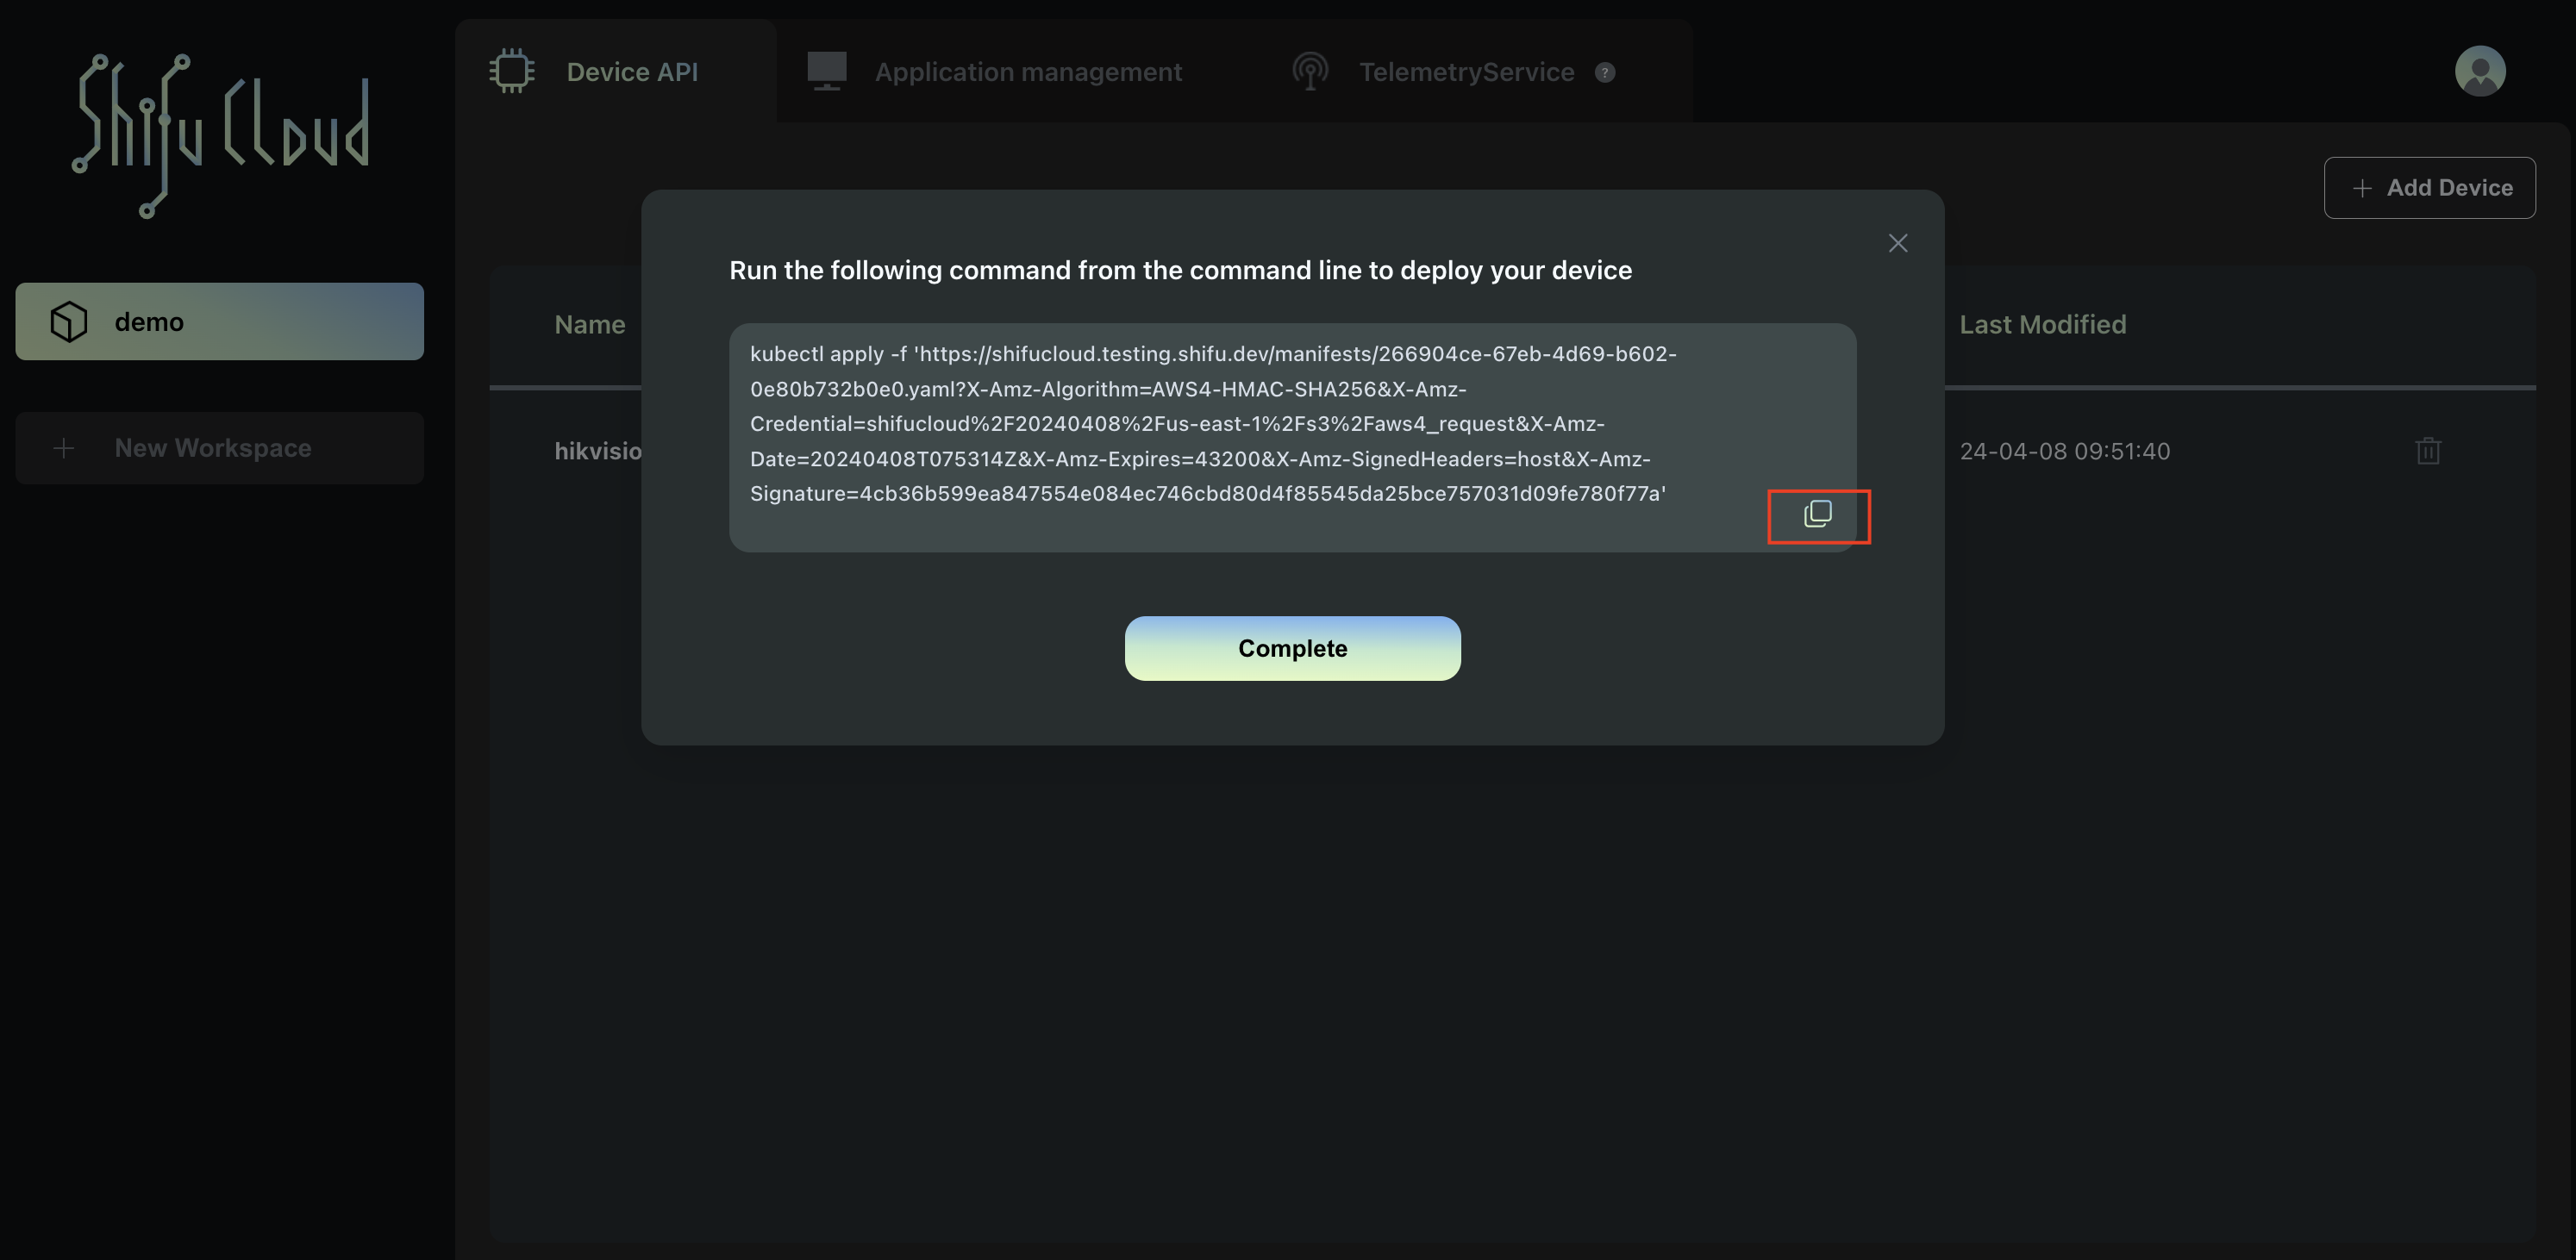 Shifu Cloud
Device API
Application management
TelemetryService ?
+ Add Device
demo
+ New Workspace
Name
Last Modified
hikvisio
24-04-08 09:51:40
Run the following command from the command line to deploy your device
kubectl apply -f 'https://shifucloud.testing.shifu.dev/manifests/266904ce-67eb-4d69-b602-
0e80b732b0e0.yaml?X-Amz-Algorithm=AWS4-HMAC-SHA256&X-Amz-
Credential=shifucloud%2F20240408%2Fus-east-1%2Fs3%2Faws4_request&X-Amz-
Date=20240408T075314Z&X-Amz-Expires=43200&X-Amz-SignedHeaders=host&X-Amz-
Signature=4cb36b599ea847554e084ec746cbd80d4f85545da25bce757031d09fe780f77a'
Complete